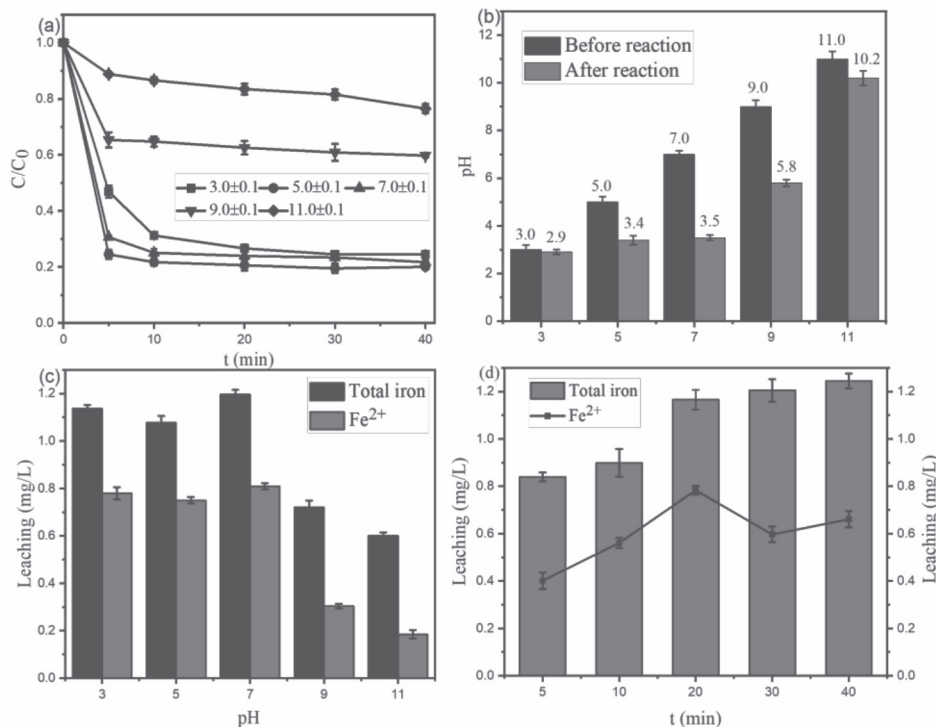 (a)
1.0
0.8
0.6
0.4
0.2
0.0
C/C0
3.0±0.1 5.0±0.1 7.0±0.1
9.0±0.1 11.0±0.1
0 10 20 30 40
t (min)
(b)
12
10
8
6
4
2
0
pH
Before reaction
After reaction
3.0 2.9
5.0 3.4
7.0 3.5
9.0 5.8
11.0 10.2
3 5 7 9 11
(c)
1.2
1.0
0.8
0.6
0.4
0.2
0.0
Leaching (mg/L)
Total iron
Fe2+
3 5 7 9 11
pH
(d)
1.2
1.0
0.8
0.6
0.4
0.2
0.0
Leaching (mg/L)
Total iron
Fe2+
5 10 20 30 40
t (min)
1.2
1.0
0.8
0.6
0.4
0.2
0.0
Leaching (mg/L)